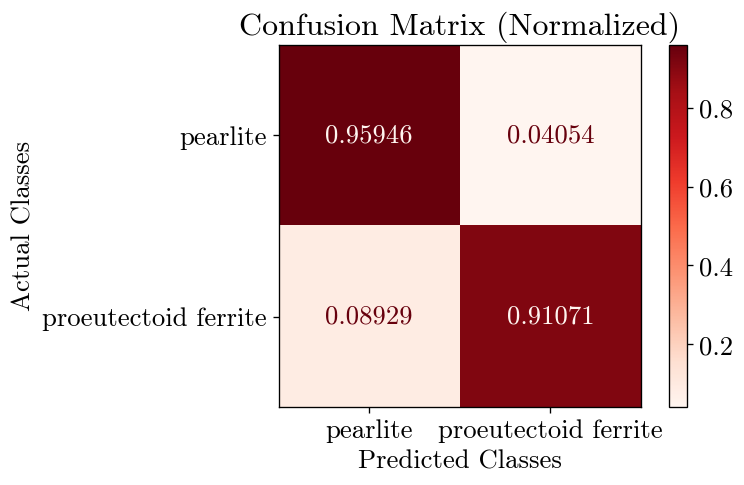 Confusion Matrix (Normalized)
Actual Classes
pearlite
0.95946
0.04054
proeutectoid ferrite
0.08929
0.91071
pearlite
proeutectoid ferrite
Predicted Classes
0.8
0.6
0.4
0.2